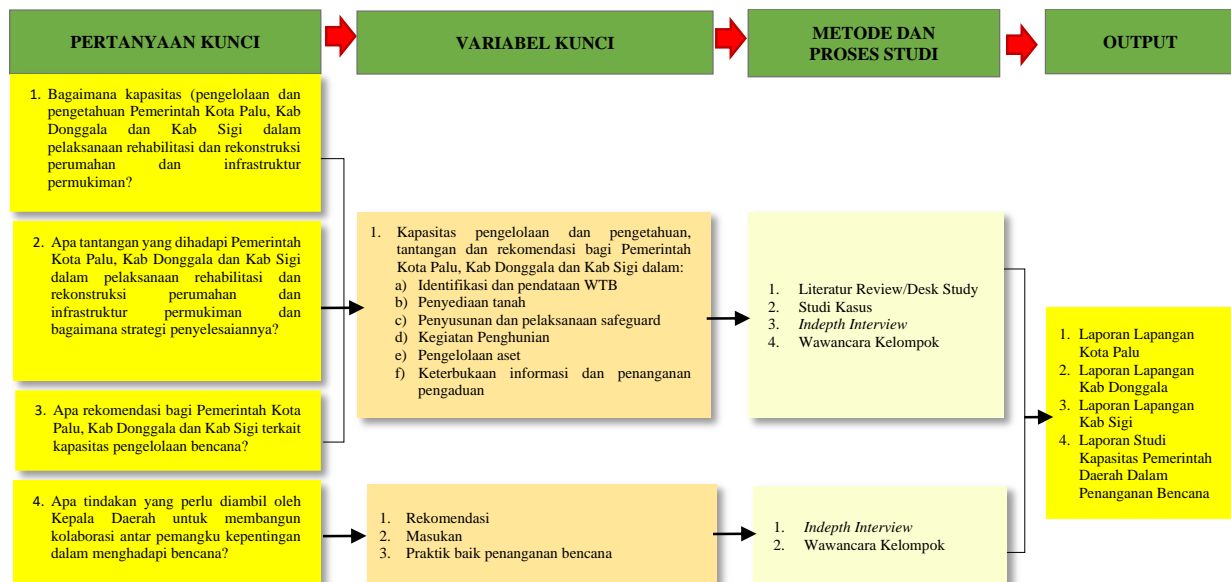 PERTANYAAN KUNCI
VARIABEL KUNCI
METODE DAN
PROSES STUDI
OUTPUT
1. Bagaimana kapasitas (pengelolaan dan
pengetahuan Pemerintah Kota Palu, Kab
Donggala dan Kab Sigi dalam
pelaksanaan rehabilitasi dan rekonstruksi
perumahan dan infrastruktur
permukiman?
2. Apa tantangan yang dihadapi Pemerintah
Kota Palu, Kab Donggala dan Kab Sigi
dalam pelaksanaan rehabilitasi dan
rekonstruksi perumahan dan
infrastruktur permukiman dan
bagaimana strategi penyelesaiannya?
3. Apa rekomendasi bagi Pemerintah Kota
Palu, Kab Donggala dan Kab Sigi terkait
kapasitas pengelolaan bencana?
4. Apa tindakan yang perlu diambil oleh
Kepala Daerah untuk membangun
kolaborasi antar pemangku kepentingan
dalam menghadapi bencana?
1. Kapasitas pengelolaan dan pengetahuan,
tantangan dan rekomendasi bagi Pemerintah
Kota Palu, Kab Donggala dan Kab Sigi dalam:
a) Identifikasi dan pendataan WTB
b) Penyediaan tanah
c) Penyusunan dan pelaksanaan safeguard
d) Kegiatan Penghunian
e) Pengelolaan aset
f) Keterbukaan informasi dan penanganan
pengaduan
1. Rekomendasi
2. Masukan
3. Praktik baik penanganan bencana
1. Literatur Review/Desk Study
2. Studi Kasus
3. Indepth Interview
4. Wawancara Kelompok
1. Indepth Interview
2. Wawancara Kelompok
1. Laporan Lapangan
Kota Palu
2. Laporan Lapangan
Kab Donggala
3. Laporan Lapangan
Kab Sigi
4. Laporan Studi
Kapasitas Pemerintah
Daerah Dalam
Penanganan Bencana